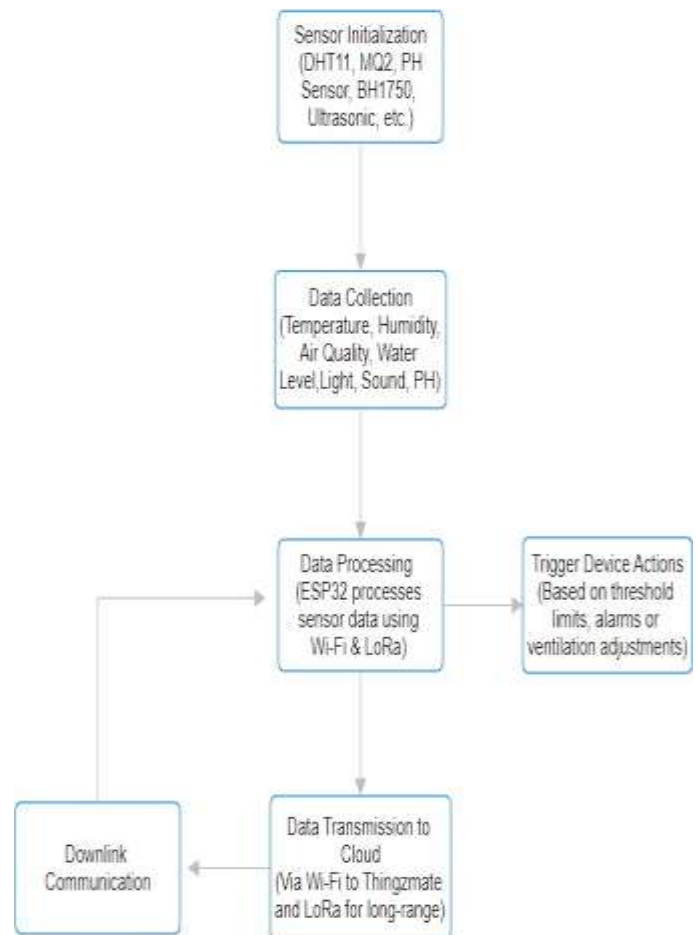 Sensor Initialization
(DHT11, MQ2, PH
Sensor, BH1750,
Ultrasonic, etc.)
Data Collection
(Temperature, Humidity,
Air Quality, Water
Level,Light, Sound, PH)
Data Processing
(ESP32 processes
sensor data using
Wi-Fi & LoRa)
Trigger Device Actions
(Based on threshold
limits, alarms or
ventilation adjustments)
Downlink
Communication
Data Transmission to
Cloud
(Via Wi-Fi to Thingzmate
and LoRa for long-range)